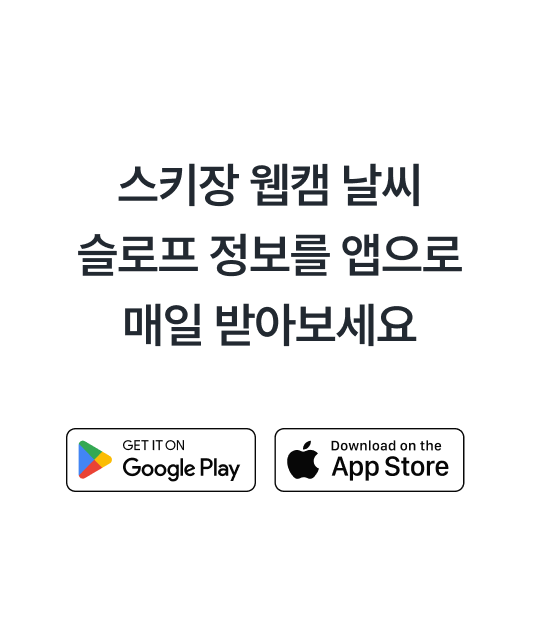 스키장 웹캠 날씨
슬로프 정보를 앱으로
매일 받아보세요
GET IT ON
Google Play
Download on the
App Store